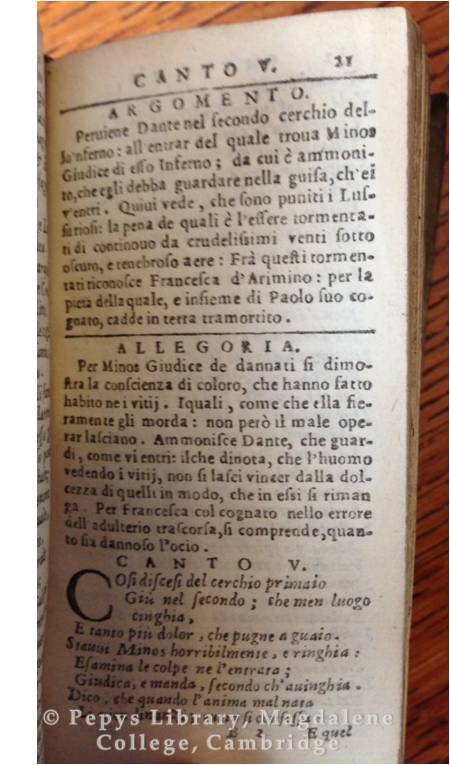 CANTO V. 21
ARGOMENTO.
Peruiene Dante nel secondo cerchio del-
lo'nferno: all entrar del quale troua Minos
Giudice di esso Inferno; da cui è ammoni-
to, che egli debba guardare nella guisa, ch'ei
v'entri. Quiui vede, che sono puniti i Lus-
suriosi: la pena de quali è l'essere tormenta-
ti di continouo da crudelissimi venti sotto
oscuro, e tenebroso aere: Frà questi tormen-
tati riconosce Francesca d'Arimino: per la
pietà della quale, e insieme di Paolo suo co-
gnato, cadde in terra tramortito.
ALLEGORIA.
Per Minos Giudice de dannati si dimo-
stra la conscienza di coloro, che hanno fatto
habito ne i vitij. Iquali, come che ella fie-
ramente gli morda: non però il male ope-
rar lasciano. Ammonisce Dante, che guar-
di, come vi entri: ilche dinota, che l'huomo
vedendo i vitij, non si lasci vincer dalla dol-
cezza di quelli in modo, che in essi si riman
ga. Per Francesca col cognato nello errore
dell'adulterio trascorsa, si comprende, quan-
to sia dannoso l'ocio.
CANTO V.
COsi discesi del cerchio primaio
Giù nel secondo; che men luogo
cinghia,
E tanto più dolor, che pugne a guaio.
Stauui Minos horribilmente, e ringhia:
Esamina le colpe ne l'entrata;
Giudica, e manda, secondo ch'auinghia.
Dico, che quando l'anima mal nata
si confessa
B 2 E quel
© Pepys Library, Magdalene
College, Cambridge